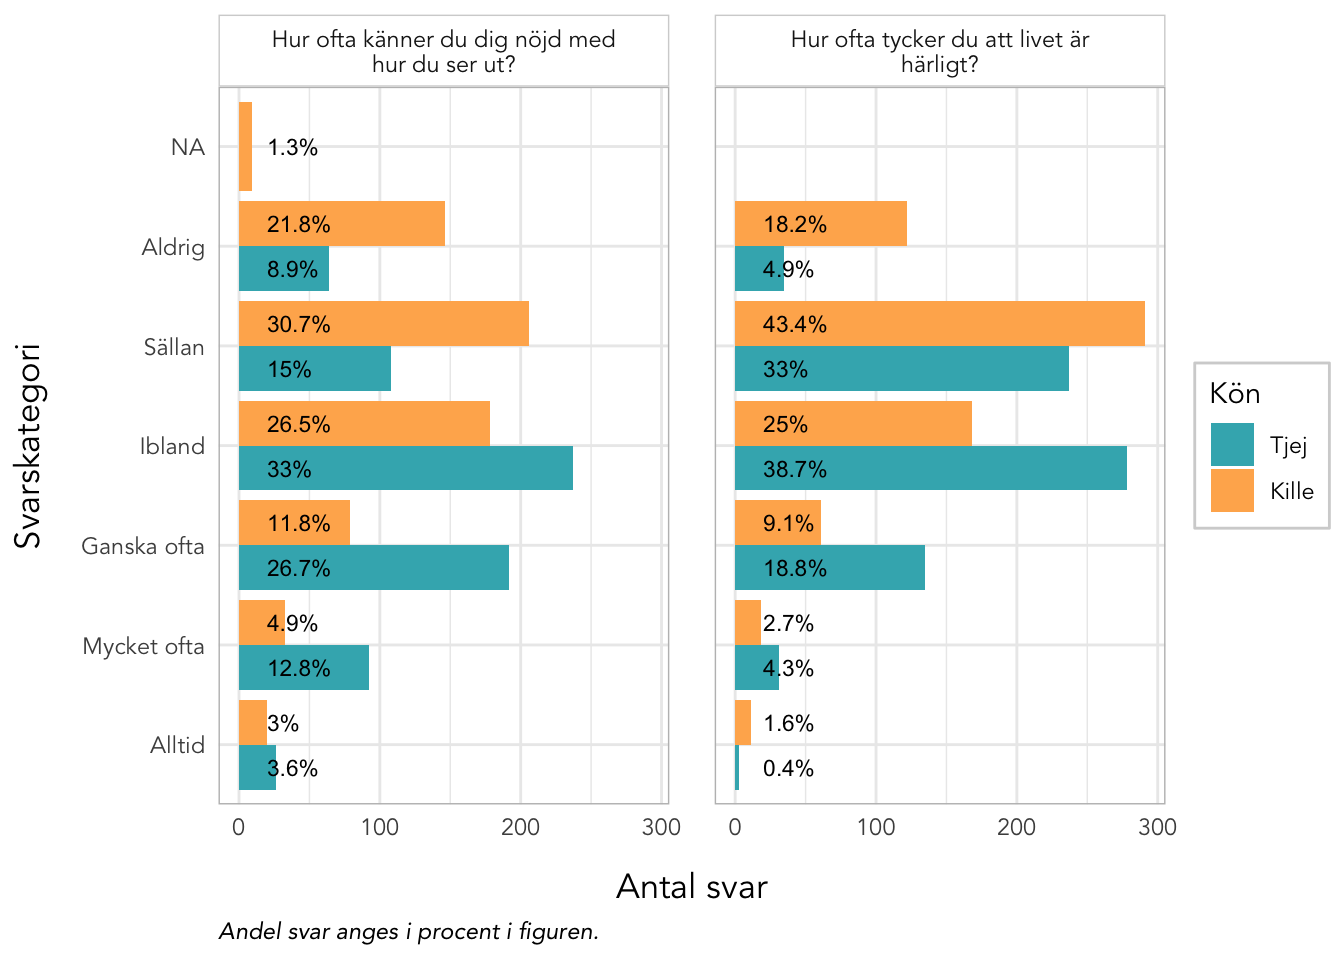 Hur ofta känner du dig nöjd med
hur du ser ut?
Hur ofta tycker du att livet är
härligt?
Svarskategori
NA
1.3%
Aldrig
21.8%
8.9%
18.2%
4.9%
Sällan
30.7%
15%
43.4%
33%
Ibland
26.5%
33%
25%
38.7%
Ganska ofta
11.8%
26.7%
9.1%
18.8%
Mycket ofta
4.9%
12.8%
2.7%
4.3%
Alltid
3%
3.6%
1.6%
0.4%
0 100 200 300
0 100 200 300
Antal svar
Andel svar anges i procent i figuren.
Kön
Tjej
Kille